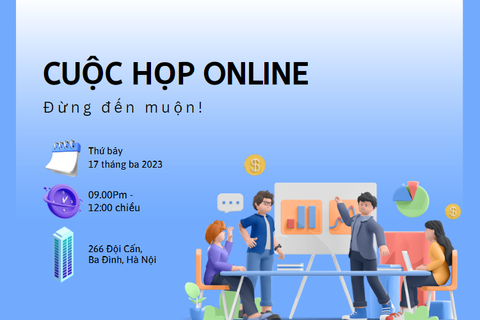 CUỘC HỌP ONLINE
Đừng đến muộn!
Thứ bảy
17 tháng ba 2023
09.00Pm -
12:00 chiều
266 Đội Cấn,
Ba Đình, Hà Nội